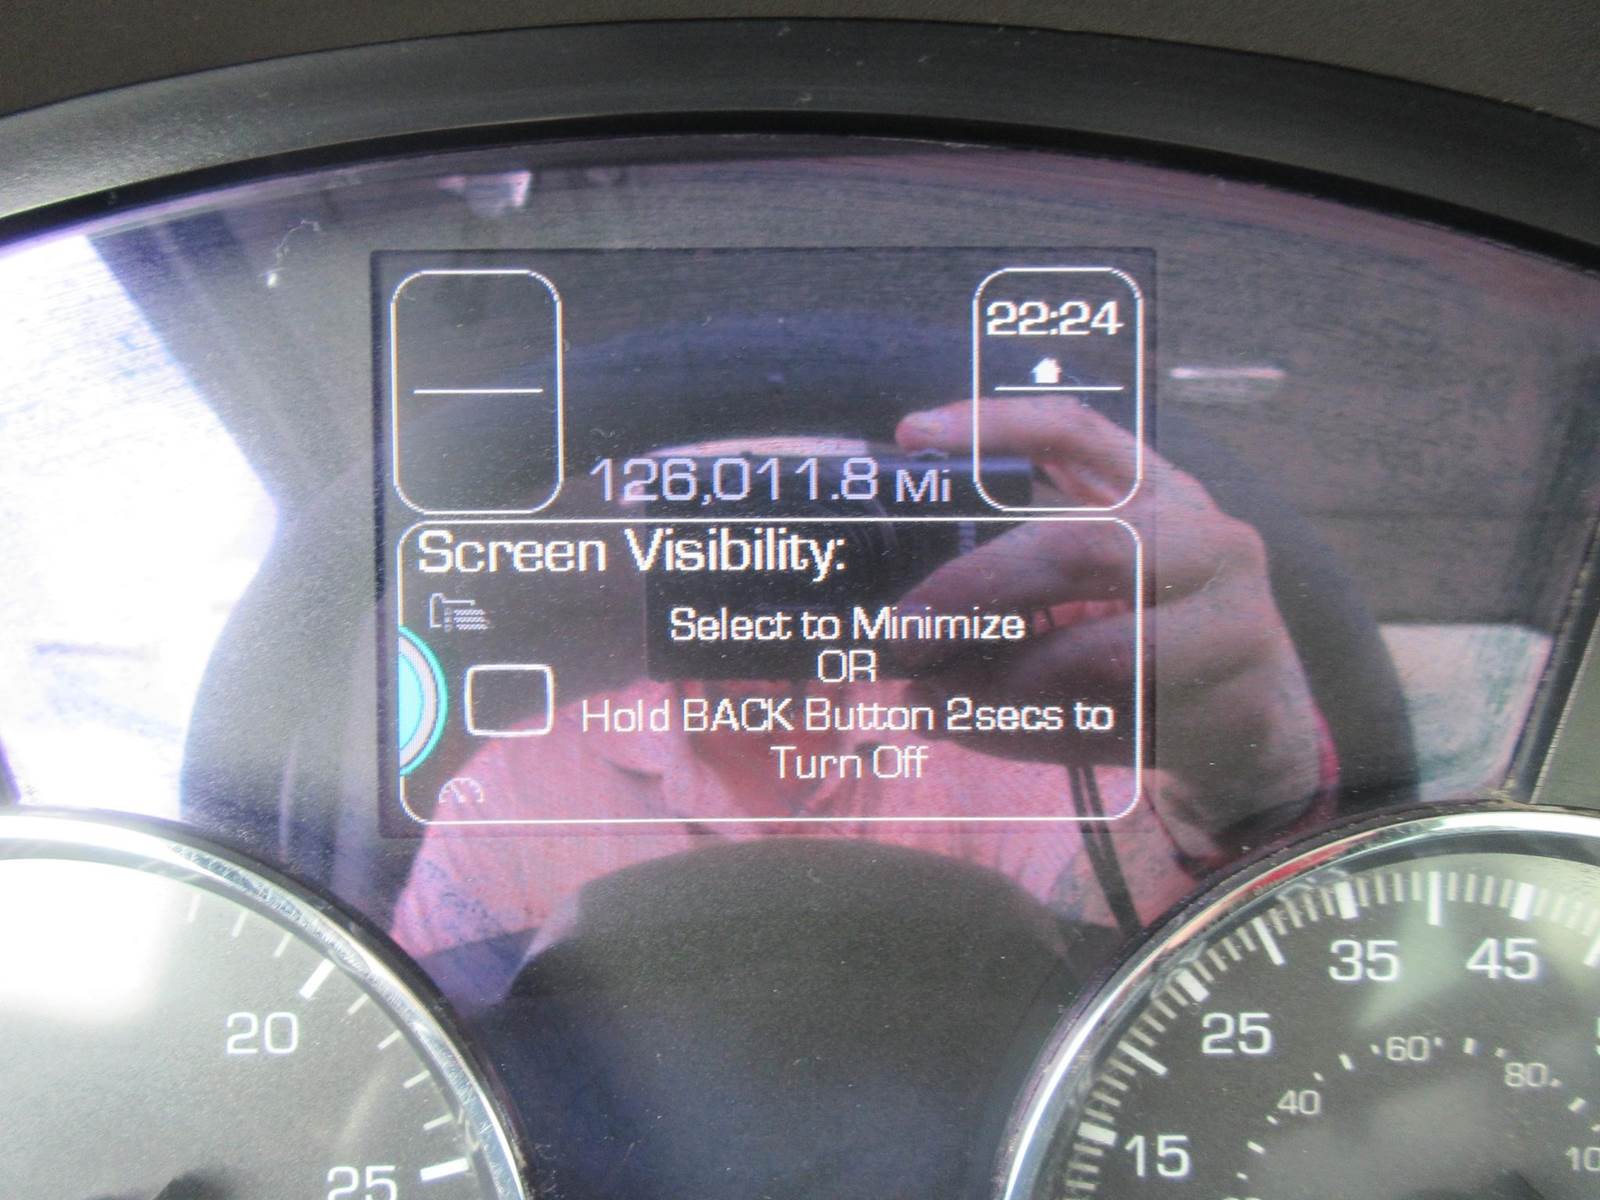 22:24
126,011.8 Mi
Screen Visibility:
Select to Minimize
OR
Hold BACK Button 2secs to
Turn Off
20
25
15
25
35
45
40
60
80